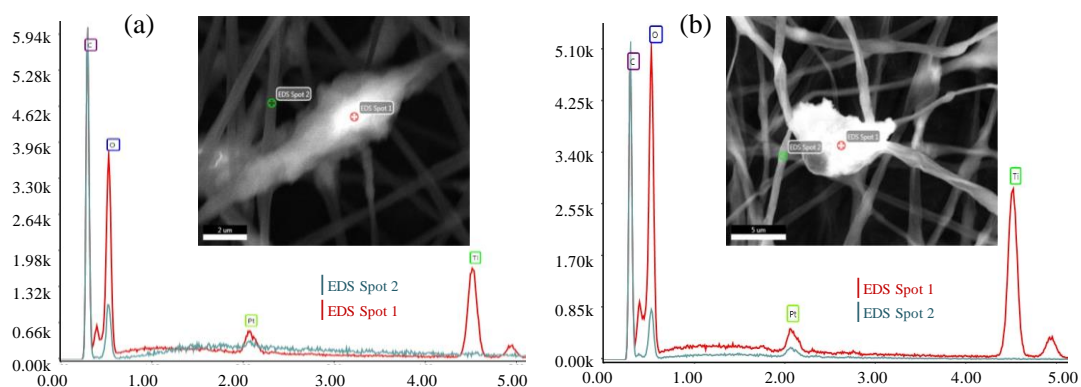 (a)
5.94k
5.28k
4.62k
3.96k
3.30k
2.64k
1.98k
1.32k
0.66k
0.00k
C
O
Pt
Ti
EDS Spot 2
EDS Spot 1
2 um
EDS Spot 2
EDS Spot 1
0.00 1.00 2.00 3.00 4.00 5.00
(b)
5.10k
4.25k
3.40k
2.55k
1.70k
0.85k
0.00k
C
O
Pt
Ti
EDS Spot 2
EDS Spot 1
5 um
EDS Spot 1
EDS Spot 2
0.00 1.00 2.00 3.00 4.00 5.00